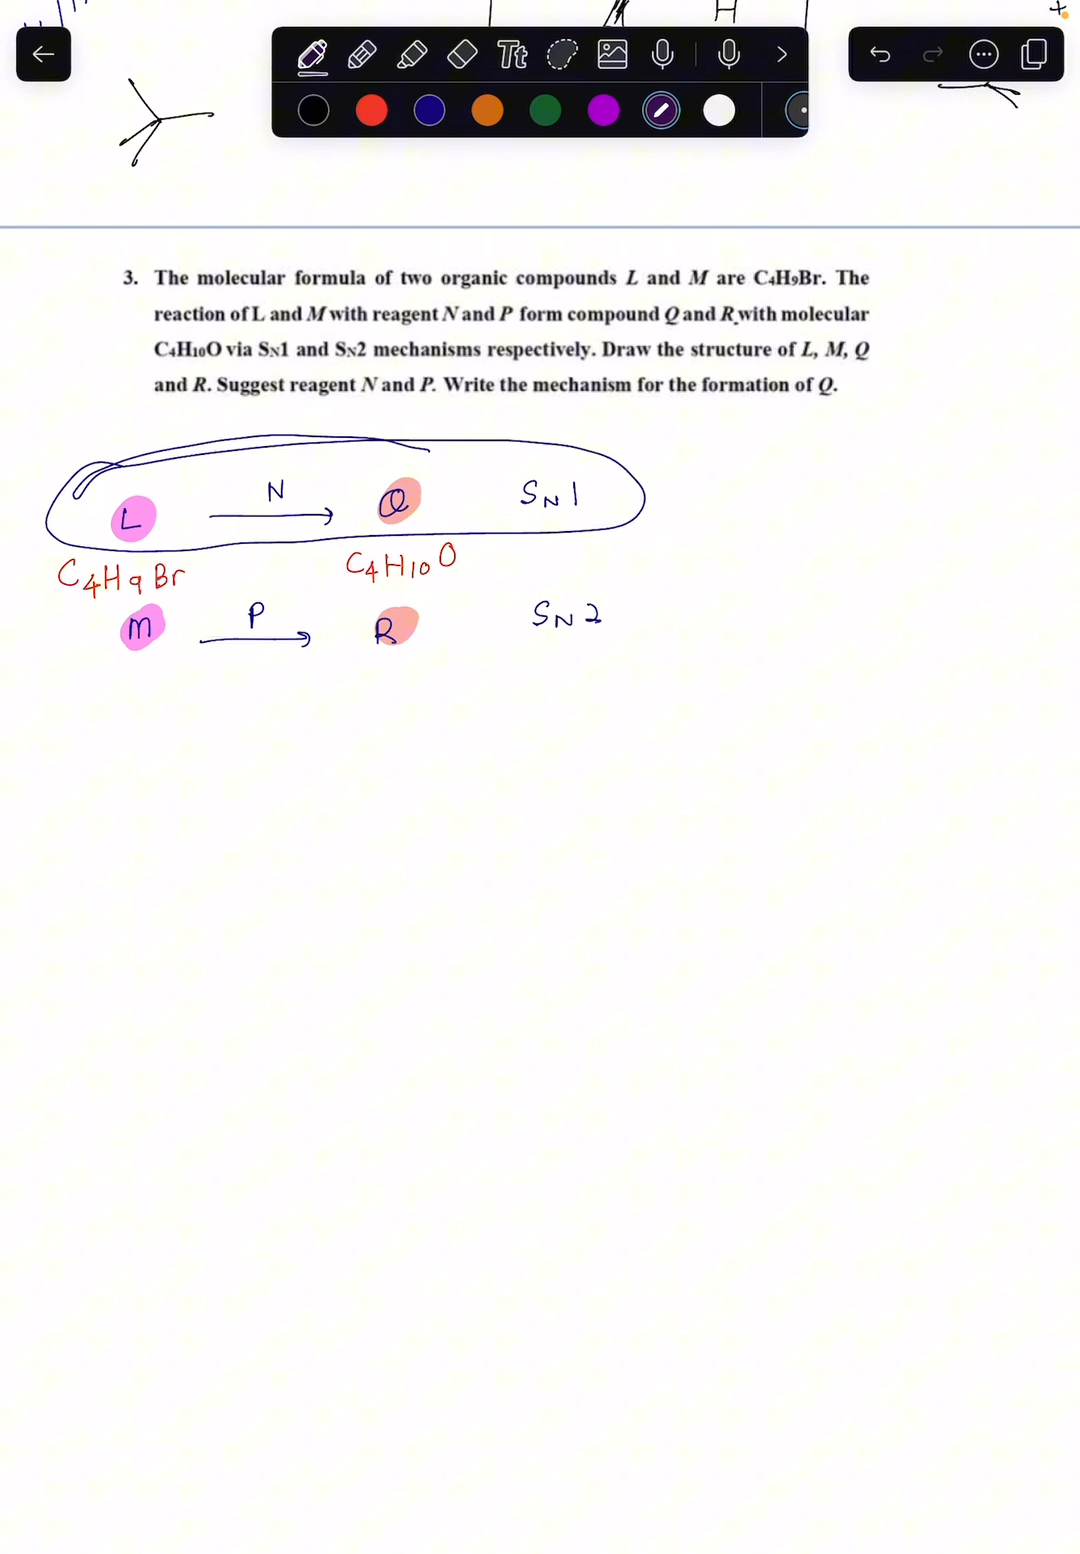 H
Tt
3. The molecular formula of two organic compounds L and M are C₄H₉Br. The
reaction of L and M with reagent N and P form compound Q and R with molecular
C₄H₁₀O via SN1 and SN2 mechanisms respectively. Draw the structure of L, M, Q
and R. Suggest reagent N and P. Write the mechanism for the formation of Q.
L N Q SN1
C₄H₉Br C₄H₁₀O
M P R SN2